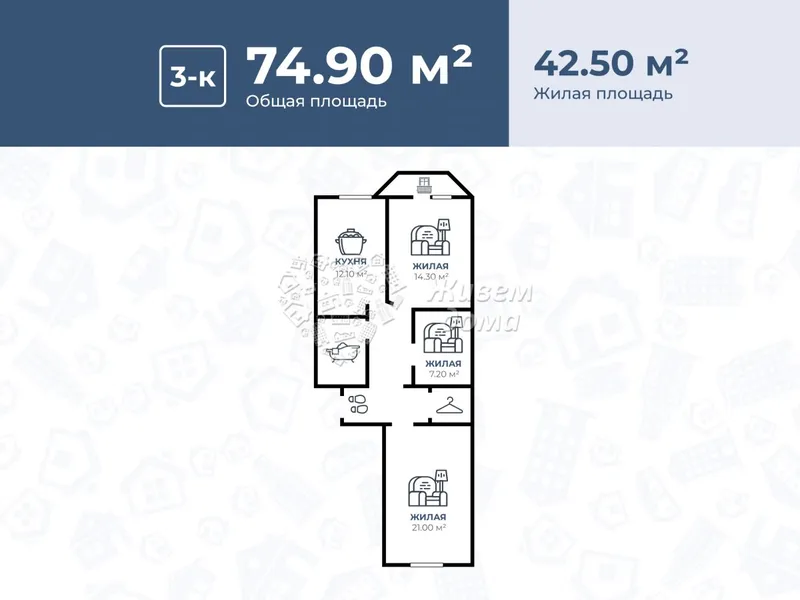 3-к
74.90 м²
Общая площадь
42.50 м²
Жилая площадь
КУХНЯ
12.10 м²
ЖИЛАЯ
14.30 м²
Живем
дома
ЖИЛАЯ
7.20 м²
ЖИЛАЯ
21.00 м²